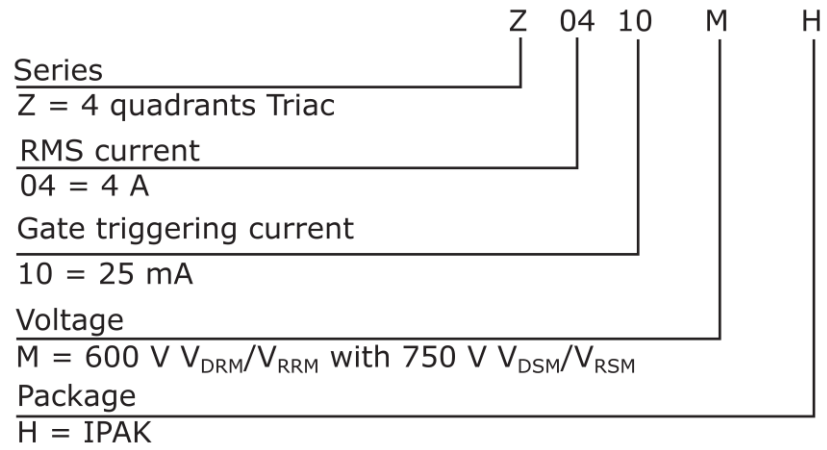 Z 04 10 M H
Series
Z = 4 quadrants Triac
RMS current
04 = 4 A
Gate triggering current
10 = 25 mA
Voltage
M = 600 V VDRM/VRRM with 750 V VDSM/VRSM
Package
H = IPAK